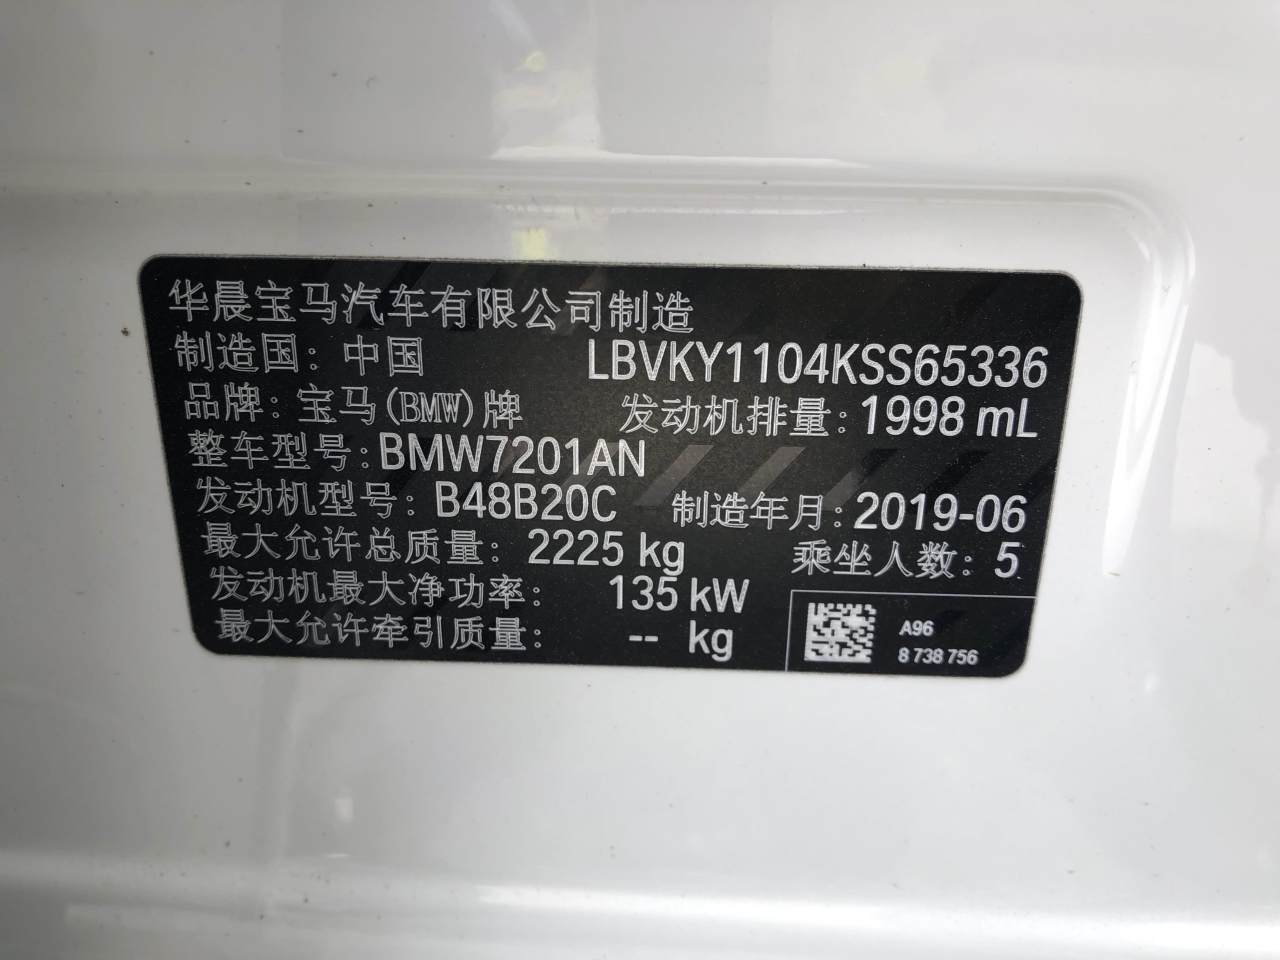 华晨宝马汽车有限公司制造
制造国：中国 LBVKY1104KSS65336
品牌：宝马(BMW)牌 发动机排量：1998 mL
整车型号：BMW7201AN
发动机型号：B48B20C 制造年月：2019-06
最大允许总质量：2225 kg 乘坐人数：5
发动机最大净功率：135 kW
最大允许牵引质量：-- kg
A96
8 738 756